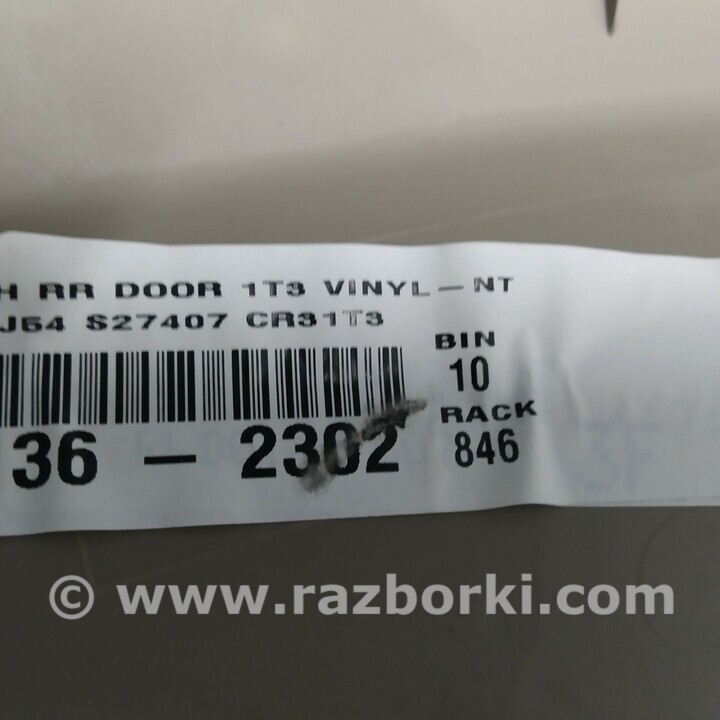 H RR DOOR 1T3 VINYL-NT
J54 S27407 CR31T3
BIN
10
36 - 2302
RACK
846
© www.razborki.com